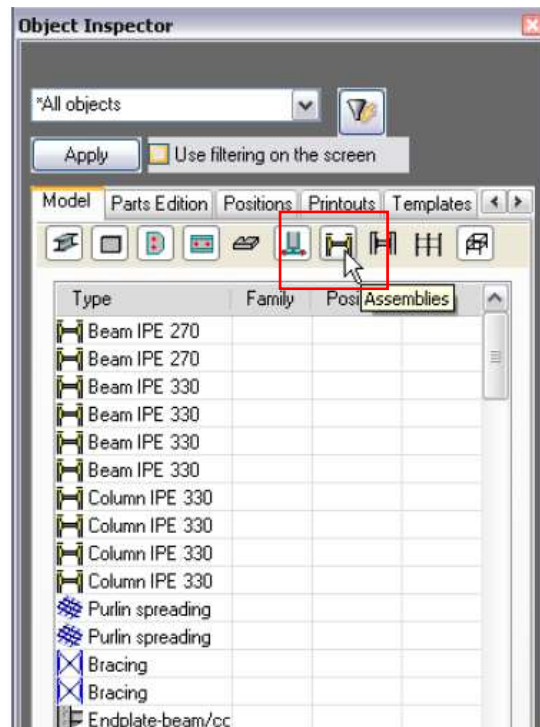 Object Inspector
*All objects
Apply
Use filtering on the screen
Model Parts Edition Positions Printouts Templates
Type Family Posi Assemblies
Beam IPE 270
Beam IPE 270
Beam IPE 330
Beam IPE 330
Beam IPE 330
Beam IPE 330
Column IPE 330
Column IPE 330
Column IPE 330
Column IPE 330
Purlin spreading
Purlin spreading
Bracing
Bracing
Endplate-beam/cc